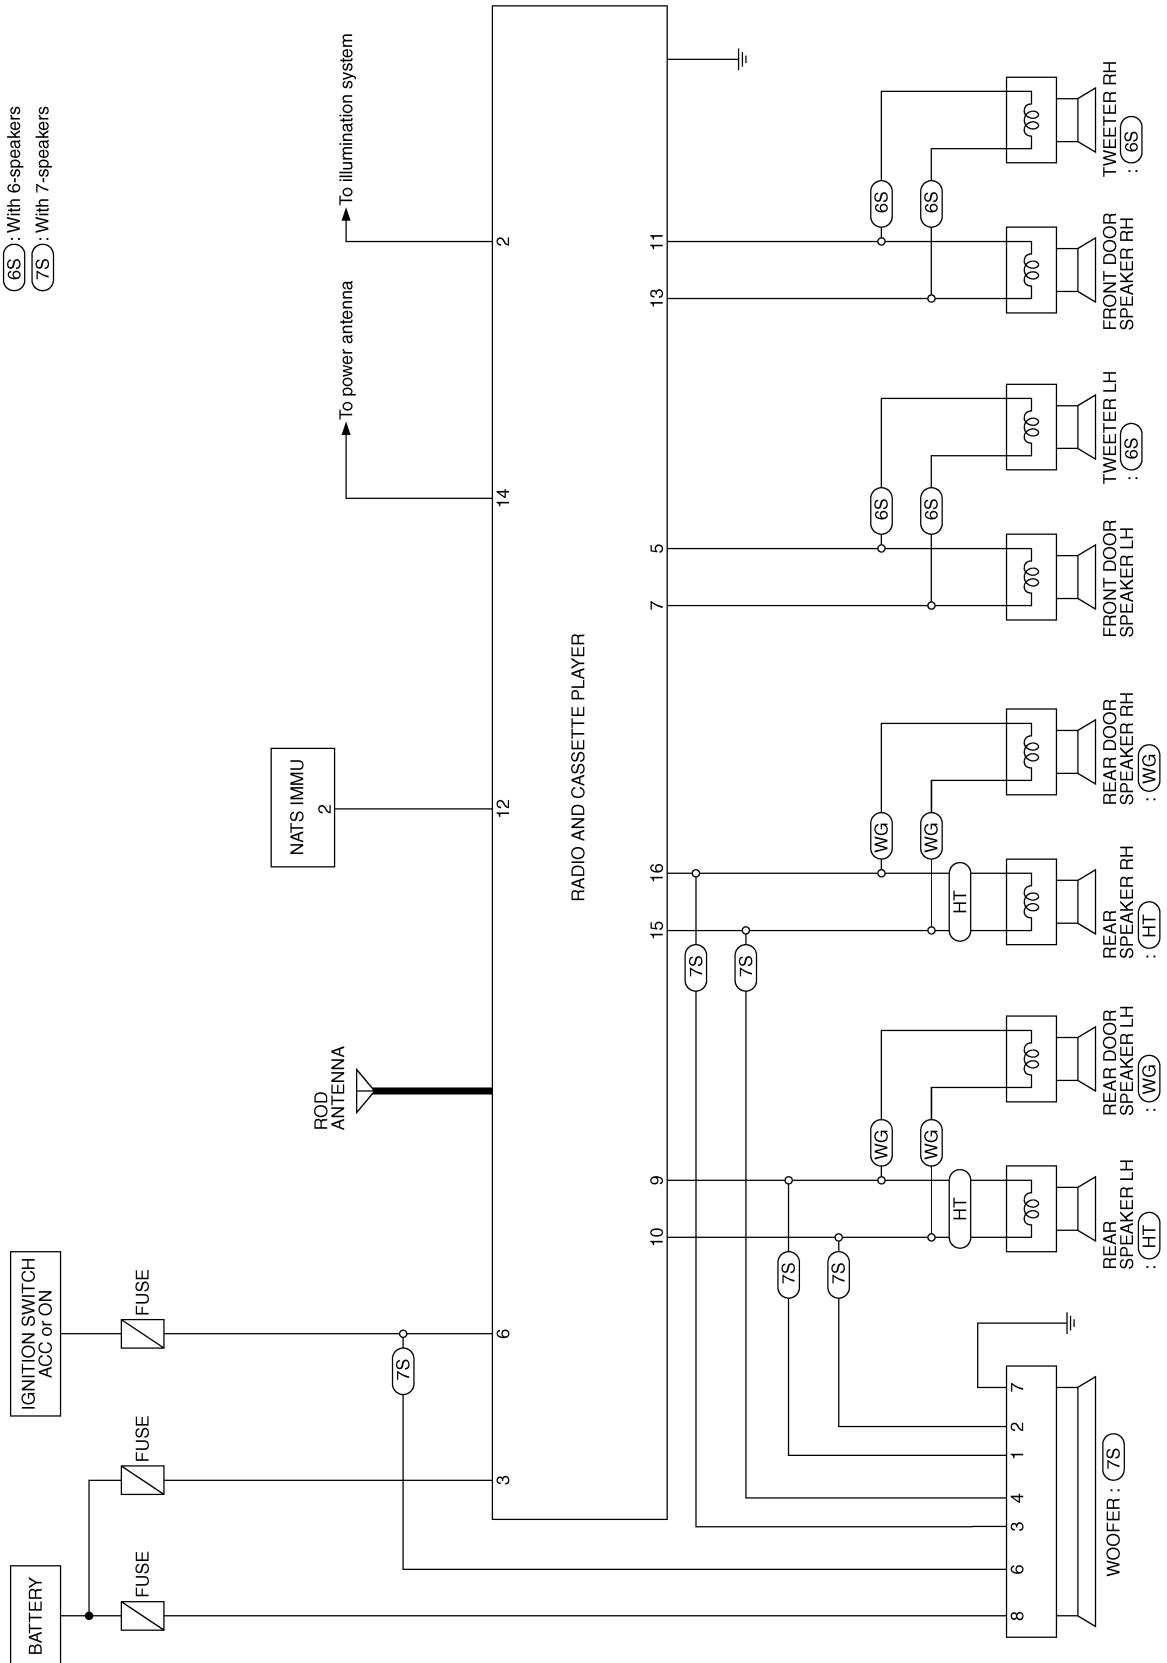 6S : With 6-speakers
7S : With 7-speakers
BATTERY
FUSE
FUSE
IGNITION SWITCH
ACC or ON
FUSE
7S
ROD
ANTENNA
NATS IMMU
2
To power antenna
To illumination system
3
6
12
14
2
RADIO AND CASSETTE PLAYER
10
9
15
16
7
5
13
11
7S
7S
7S
7S
WG
WG
WG
WG
6S
6S
6S
6S
HT
HT
8
6
3
4
1
2
7
WOOFER : 7S
REAR
SPEAKER LH
: HT
REAR DOOR
SPEAKER LH
: WG
REAR
SPEAKER RH
: HT
REAR DOOR
SPEAKER RH
: WG
FRONT DOOR
SPEAKER LH
TWEETER LH
: 6S
FRONT DOOR
SPEAKER RH
TWEETER RH
: 6S